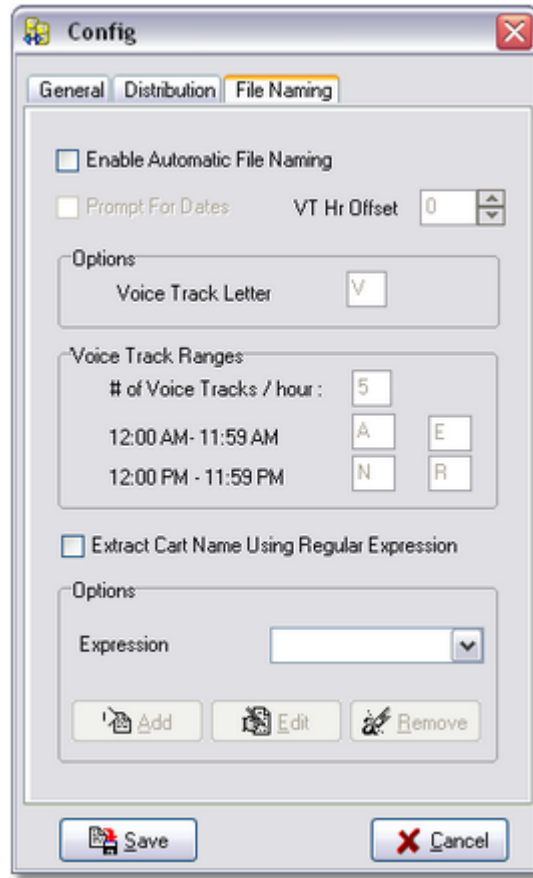 Config
General Distribution File Naming
Enable Automatic File Naming
Prompt For Dates VT Hr Offset 0
Options
Voice Track Letter V
Voice Track Ranges
# of Voice Tracks / hour : 5
12:00 AM- 11:59 AM A E
12:00 PM - 11:59 PM N R
Extract Cart Name Using Regular Expression
Options
Expression
Add Edit Remove
Save Cancel